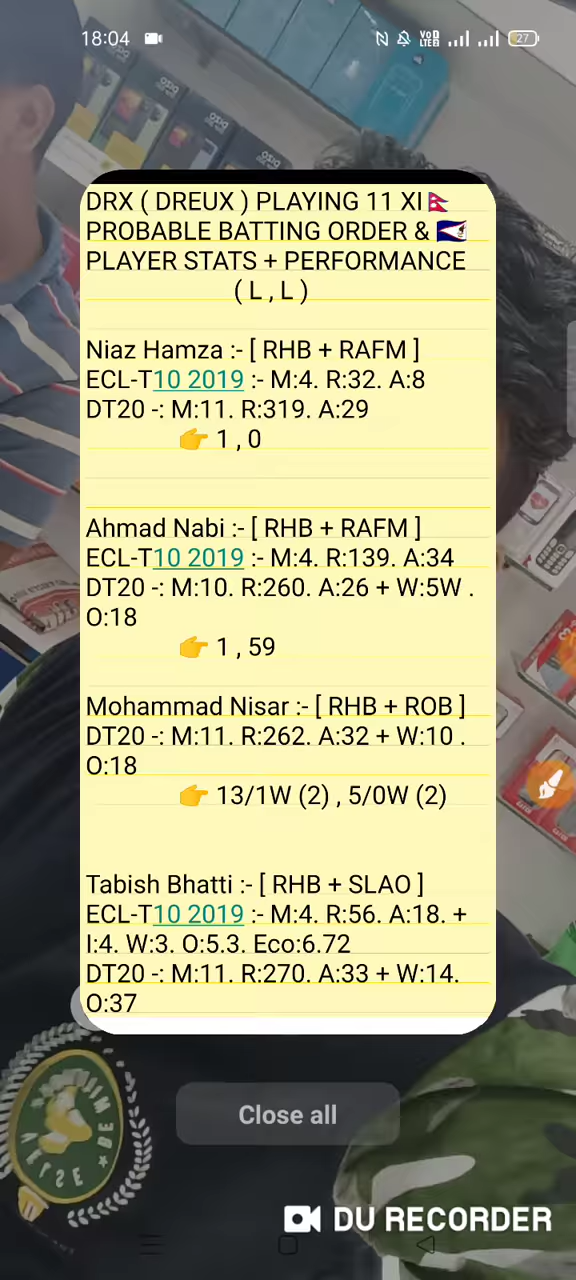 18:04
VoD LTE 27
DRX ( DREUX ) PLAYING 11 XI🇳🇵
PROBABLE BATTING ORDER & 🇦🇸
PLAYER STATS + PERFORMANCE
( L , L )
Niaz Hamza :- [ RHB + RAFM ]
ECL-T10 2019 :- M:4. R:32. A:8
DT20 -: M:11. R:319. A:29
👉 1 , 0
Ahmad Nabi :- [ RHB + RAFM ]
ECL-T10 2019 :- M:4. R:139. A:34
DT20 -: M:10. R:260. A:26 + W:5W .
O:18
👉 1 , 59
Mohammad Nisar :- [ RHB + ROB ]
DT20 -: M:11. R:262. A:32 + W:10 .
O:18
👉 13/1W (2) , 5/0W (2)
Tabish Bhatti :- [ RHB + SLAO ]
ECL-T10 2019 :- M:4. R:56. A:18. +
I:4. W:3. O:5.3. Eco:6.72
DT20 -: M:11. R:270. A:33 + W:14.
O:37
Close all
DU RECORDER